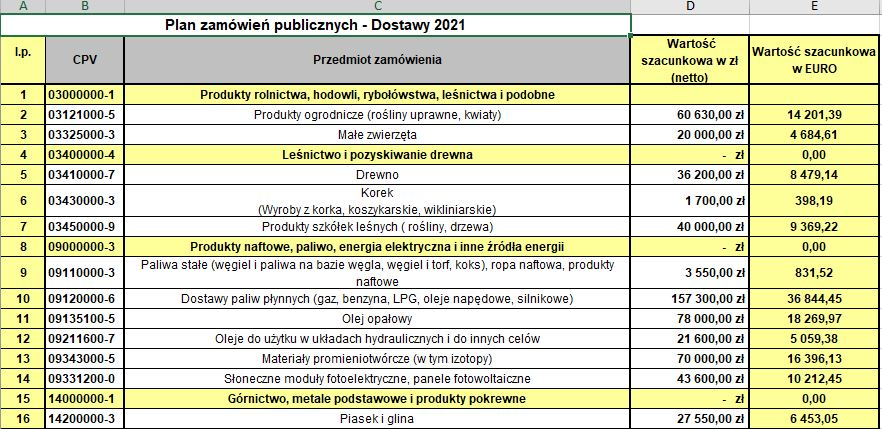 A B C D E
Plan zamówień publicznych - Dostawy 2021
l.p. CPV Przedmiot zamówienia Wartość szacunkowa w zł (netto) Wartość szacunkowa w EURO
1 03000000-1 Produkty rolnictwa, hodowli, rybołówstwa, leśnictwa i podobne
2 03121000-5 Produkty ogrodnicze (rośliny uprawne, kwiaty) 60 630,00 zł 14 201,39
3 03325000-3 Małe zwierzęta 20 000,00 zł 4 684,61
4 03400000-4 Leśnictwo i pozyskiwanie drewna - zł 0,00
5 03410000-7 Drewno 36 200,00 zł 8 479,14
6 03430000-3 Korek
(Wyroby z korka, koszykarskie, wikliniarskie) 1 700,00 zł 398,19
7 03450000-9 Produkty szkółek leśnych ( rośliny, drzewa) 40 000,00 zł 9 369,22
8 09000000-3 Produkty naftowe, paliwo, energia elektryczna i inne źródła energii - zł 0,00
9 09110000-3 Paliwa stałe (węgiel i paliwa na bazie węgla, węgiel i torf, koks), ropa naftowa, produkty
naftowe 3 550,00 zł 831,52
10 09120000-6 Dostawy paliw płynnych (gaz, benzyna, LPG, oleje napędowe, silnikowe) 157 300,00 zł 36 844,45
11 09135100-5 Olej opałowy 78 000,00 zł 18 269,97
12 09211600-7 Oleje do użytku w układach hydraulicznych i do innych celów 21 600,00 zł 5 059,38
13 09343000-5 Materiały promieniotwórcze (w tym izotopy) 70 000,00 zł 16 396,13
14 09331200-0 Słoneczne moduły fotoelektryczne, panele fotowoltaiczne 43 600,00 zł 10 212,45
15 14000000-1 Górnictwo, metale podstawowe i produkty pokrewne - zł 0,00
16 14200000-3 Piasek i glina 27 550,00 zł 6 453,05